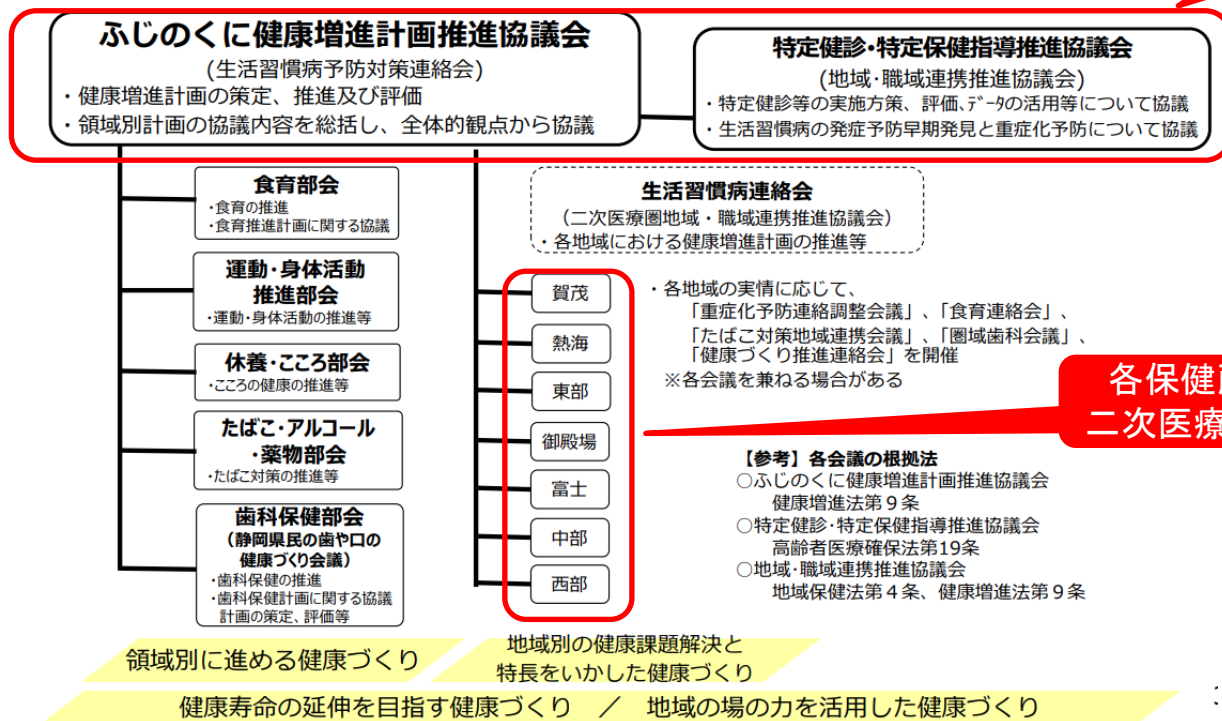 ふじのくに健康増進計画推進協議会
(生活習慣病予防対策連絡会)
・健康増進計画の策定、推進及び評価
・領域別計画の協議内容を総括し、全体的観点から協議
特定健診・特定保健指導推進協議会
(地域・職域連携推進協議会)
・特定健診等の実施方策、評価、ﾃﾞｰﾀの活用等について協議
・生活習慣病の発症予防早期発見と重症化予防について協議
食育部会
・食育の推進
・食育推進計画に関する協議
運動・身体活動
推進部会
・運動・身体活動の推進等
休養・こころ部会
・こころの健康の推進等
たばこ・アルコール
・薬物部会
・たばこ対策の推進等
歯科保健部会
(静岡県民の歯や口の
健康づくり会議)
・歯科保健の推進
・歯科保健計画に関する協議
計画の策定、評価等
生活習慣病連絡会
(二次医療圏地域・職域連携推進協議会)
・各地域における健康増進計画の推進等
賀茂
熱海
東部
御殿場
富士
中部
西部
・各地域の実情に応じて、
「重症化予防連絡調整会議」、「食育連絡会」、
「たばこ対策地域連携会議」、「圏域歯科会議」、
「健康づくり推進連絡会」を開催
※各会議を兼ねる場合がある
各保健
二次医療
【参考】各会議の根拠法
○ふじのくに健康増進計画推進協議会
健康増進法第９条
○特定健診・特定保健指導推進協議会
高齢者医療確保法第19条
○地域・職域連携推進協議会
地域保健法第４条、健康増進法第９条
領域別に進める健康づくり
地域別の健康課題解決と
特長をいかした健康づくり
健康寿命の延伸を目指す健康づくり ／ 地域の場の力を活用した健康づくり